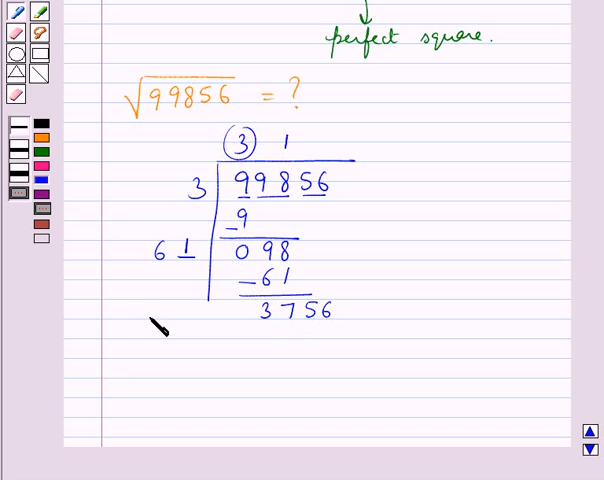 perfect square.
√99856 = ?
3 1
3 99856
-9
6 1 098
-61
3756